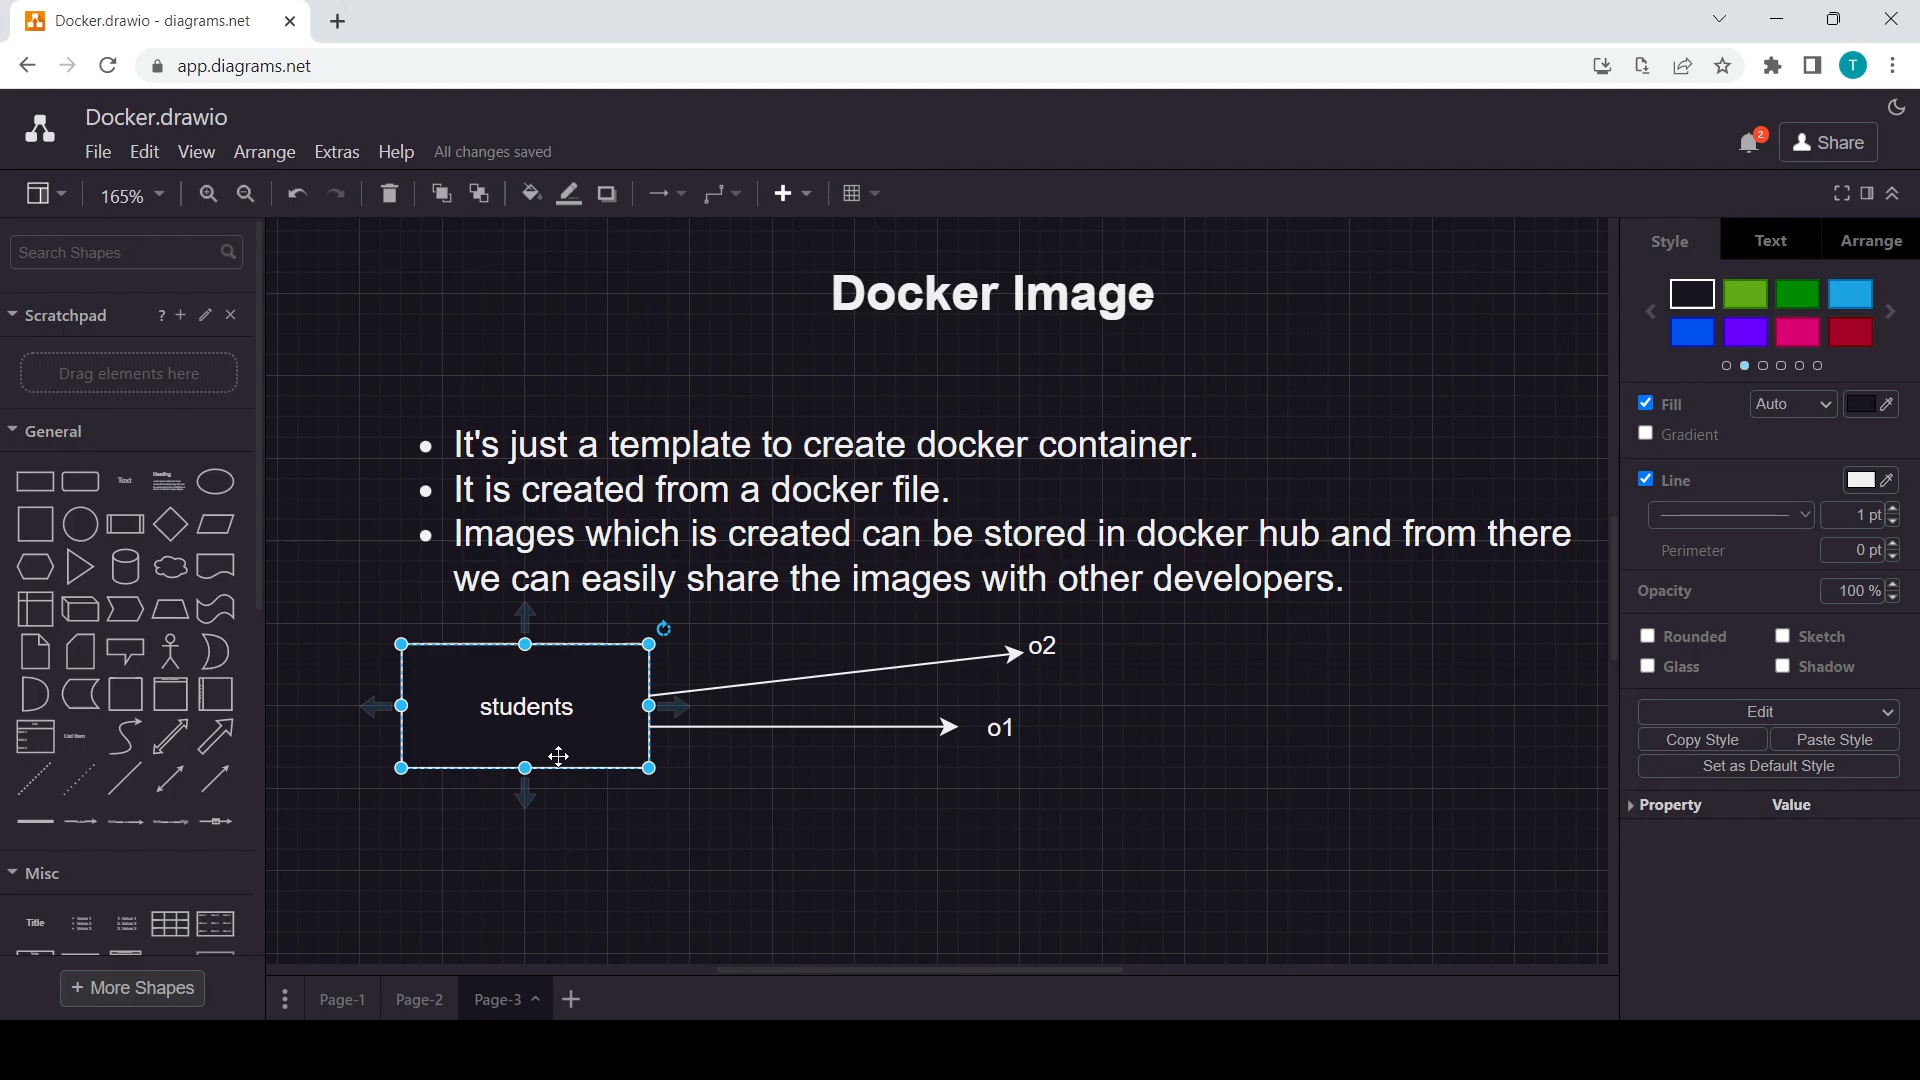 Docker.drawio - diagrams.net
app.diagrams.net
T
Docker.drawio
File Edit View Arrange Extras Help All changes saved
2
Share
165%
Search Shapes
Scratchpad
?
Drag elements here
General
Text
Heading
List Item
Misc
Title
+ More Shapes
Docker Image
• It's just a template to create docker container.
• It is created from a docker file.
• Images which is created can be stored in docker hub and from there
we can easily share the images with other developers.
students
o2
o1
Page-1 Page-2 Page-3
Style Text Arrange
Fill Auto
Gradient
Line
1 pt
Perimeter 0 pt
Opacity 100 %
Rounded Sketch
Glass Shadow
Edit
Copy Style Paste Style
Set as Default Style
Property Value